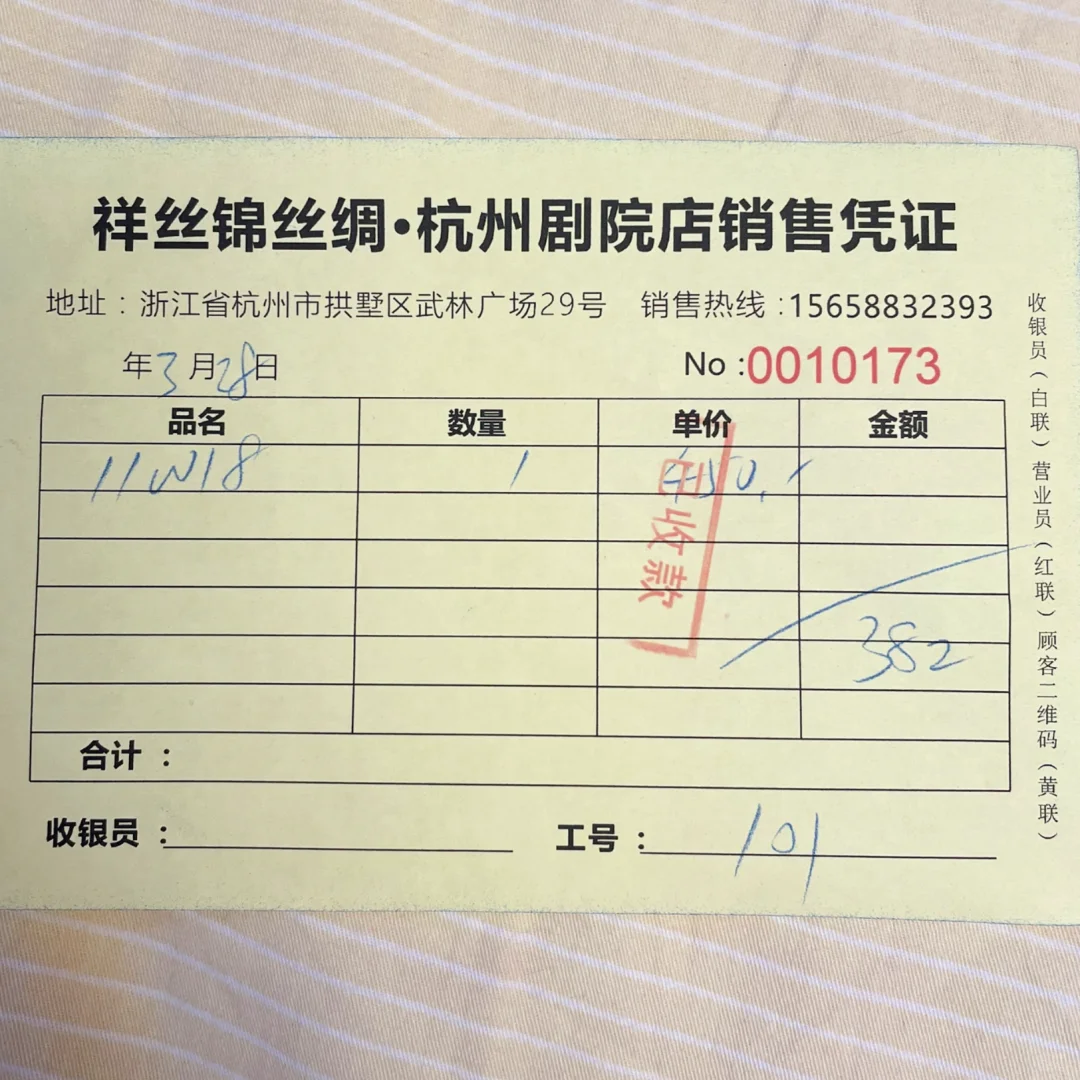 祥丝锦丝绸•杭州剧院店销售凭证
地址：浙江省杭州市拱墅区武林广场29号 销售热线：15658832393
年3月28日 No：0010173
品名 数量 单价 金额
11W18 1
已收款
382
合计：
收银员： 工号：101
收银员（白联）营业员（红联）顾客二维码（黄联）